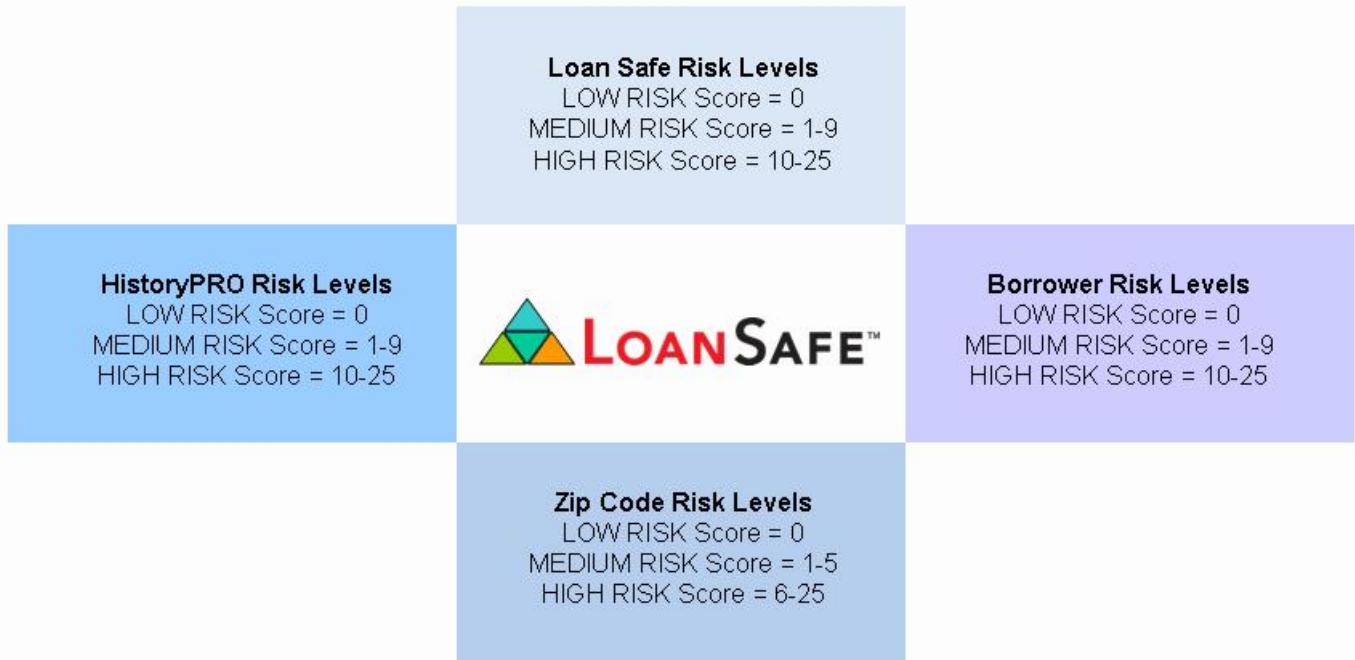 Loan Safe Risk Levels
LOW RISK Score = 0
MEDIUM RISK Score = 1-9
HIGH RISK Score = 10-25
HistoryPRO Risk Levels
LOW RISK Score = 0
MEDIUM RISK Score = 1-9
HIGH RISK Score = 10-25
LOANSAFE™
Borrower Risk Levels
LOW RISK Score = 0
MEDIUM RISK Score = 1-9
HIGH RISK Score = 10-25
Zip Code Risk Levels
LOW RISK Score = 0
MEDIUM RISK Score = 1-5
HIGH RISK Score = 6-25